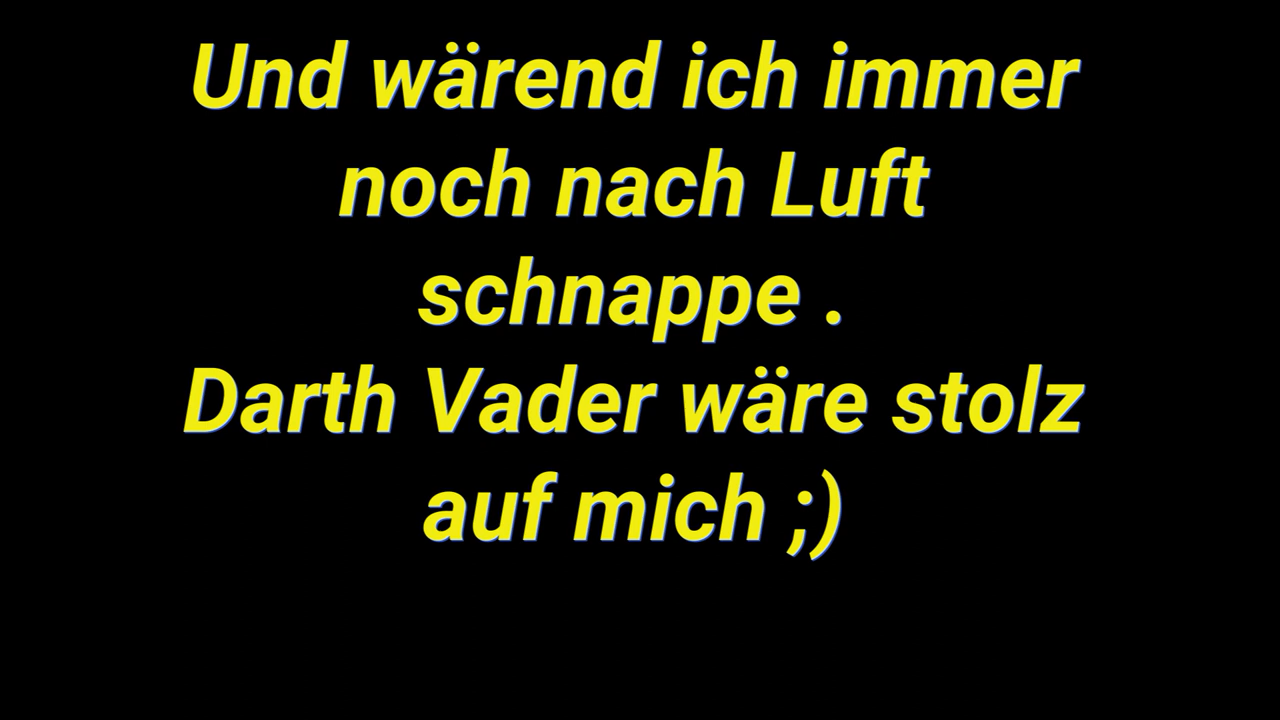 Und wärend ich immer
noch nach Luft
schnappe .
Darth Vader wäre stolz
auf mich ;)